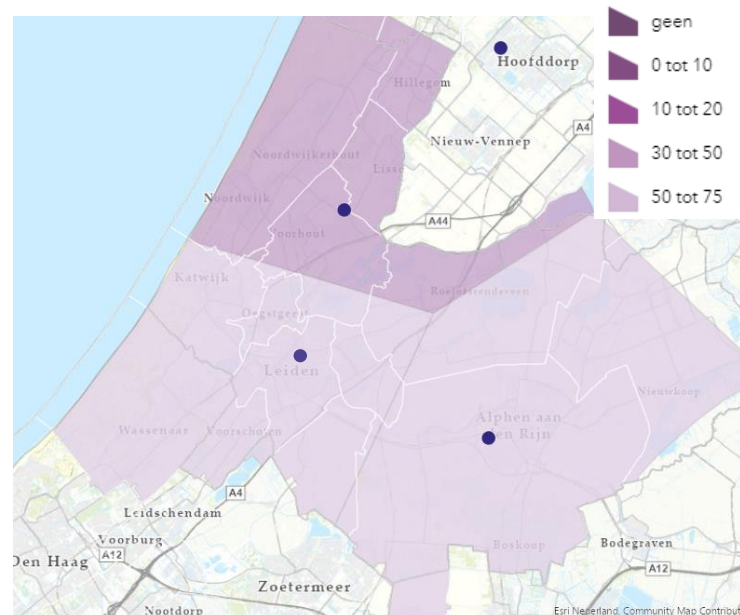 geen
0 tot 10
10 tot 20
30 tot 50
50 tot 75
Hoofddorp
Hillegom
A4
Nieuw-Vennep
Noordwijkerhout
Lisse
Noordwijk
A44
Voorhout
Katwijk
Roelofarendsveen
Oegstgeest
Leiden
Nieuwkoop
Alphen aan
den Rijn
Wassenaar
Voorschoten
A4
Leidschendam
Voorburg
Boskoop
Bodegraven
Den Haag
A12
A12
Zoetermeer
Nootdorp
Esri Nederland, Community Map Contribut